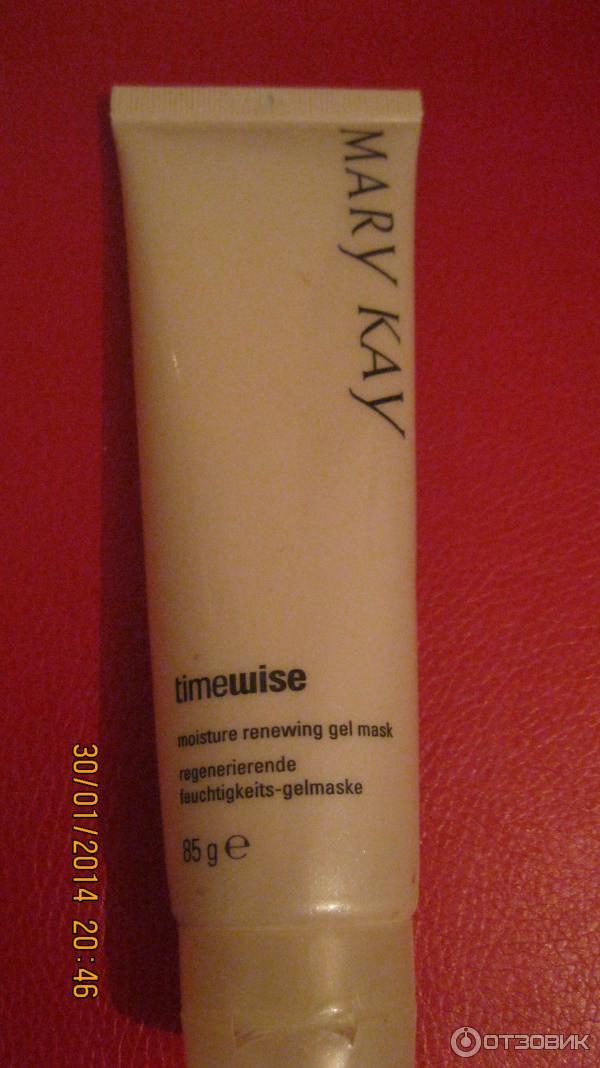 MARY KAY
timewise
moisture renewing gel mask
regenerierende
feuchtigkeits-gelmaske
85 g ℮
30/01/2014 20:46
ОТЗОВИК